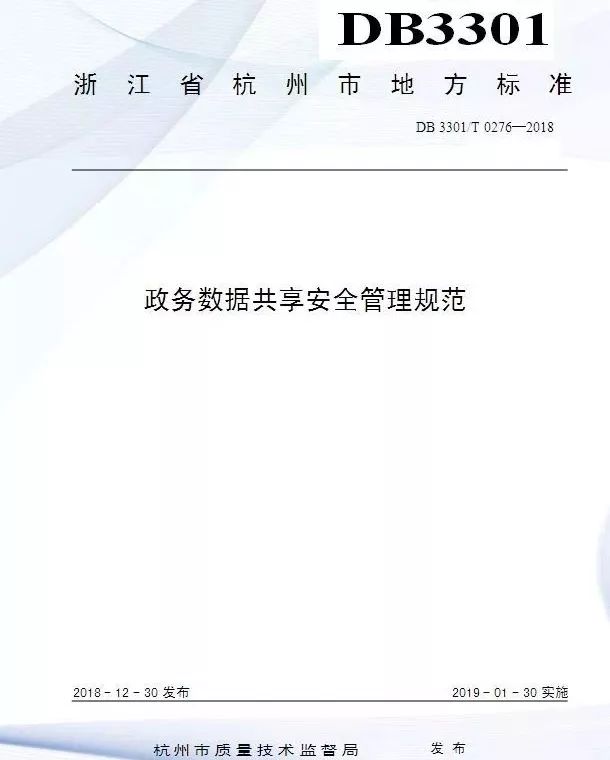 DB3301
浙江省杭州市地方标准
DB 3301/T 0276—2018
政务数据共享安全管理规范
2018-12-30 发布 2019-01-30 实施
杭州市质量技术监督局 发布